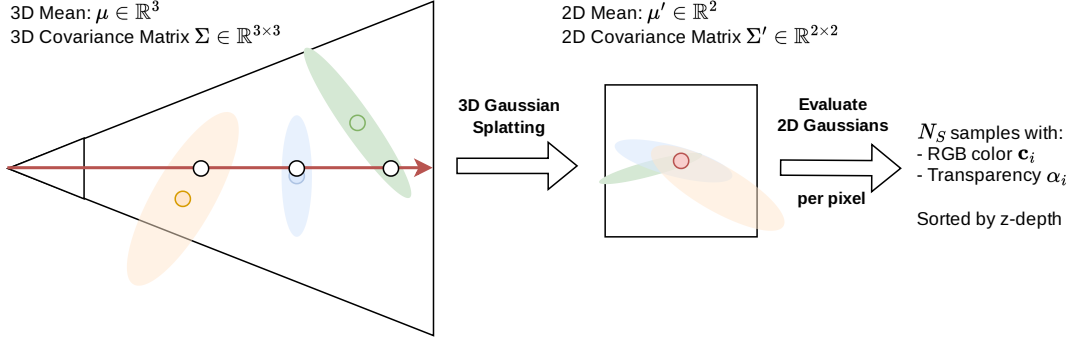 3D Mean: μ ∈ ℝ³
3D Covariance Matrix Σ ∈ ℝ³ˣ³
2D Mean: μ′ ∈ ℝ²
2D Covariance Matrix Σ′ ∈ ℝ²ˣ²
3D Gaussian
Splatting
Evaluate
2D Gaussians
per pixel
N_S samples with:
- RGB color c_i
- Transparency α_i
Sorted by z-depth